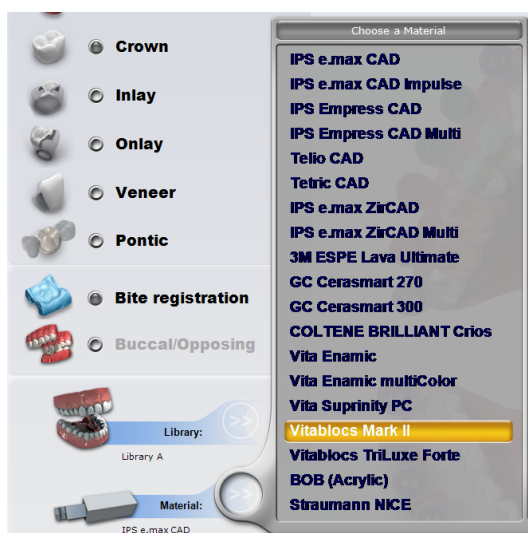 Crown
Inlay
Onlay
Veneer
Pontic
Bite registration
Buccal/Opposing
Library:
Library A
Material:
IPS e.max CAD
Choose a Material
IPS e.max CAD
IPS e.max CAD Impulse
IPS Empress CAD
IPS Empress CAD Multi
Telio CAD
Tetric CAD
IPS e.max ZirCAD
IPS e.max ZirCAD Multi
3M ESPE Lava Ultimate
GC Cerasmart 270
GC Cerasmart 300
COLTENE BRILLIANT Crios
Vita Enamic
Vita Enamic multiColor
Vita Suprinity PC
Vitablocs Mark II
Vitablocs TriLuxe Forte
BOB (Acrylic)
Straumann NICE